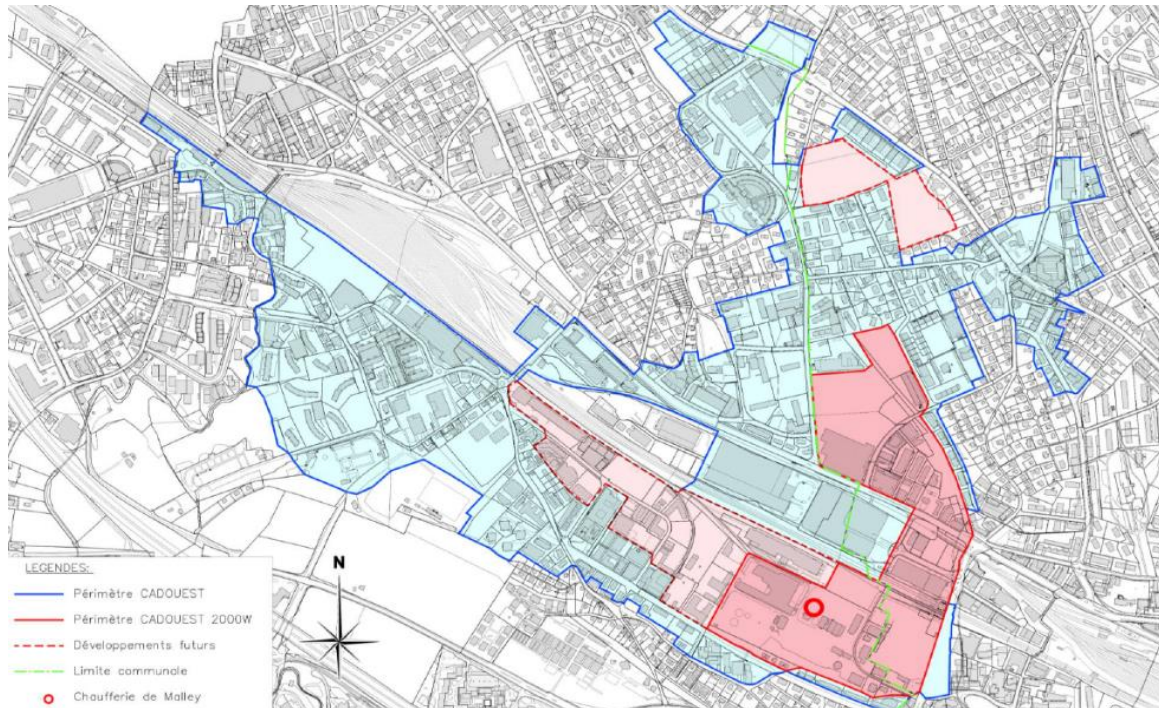 N
LEGENDES:
Périmètre CADOUEST
Périmètre CADOUEST 2000W
Développements futurs
Limite communale
Chaufferie de Malley